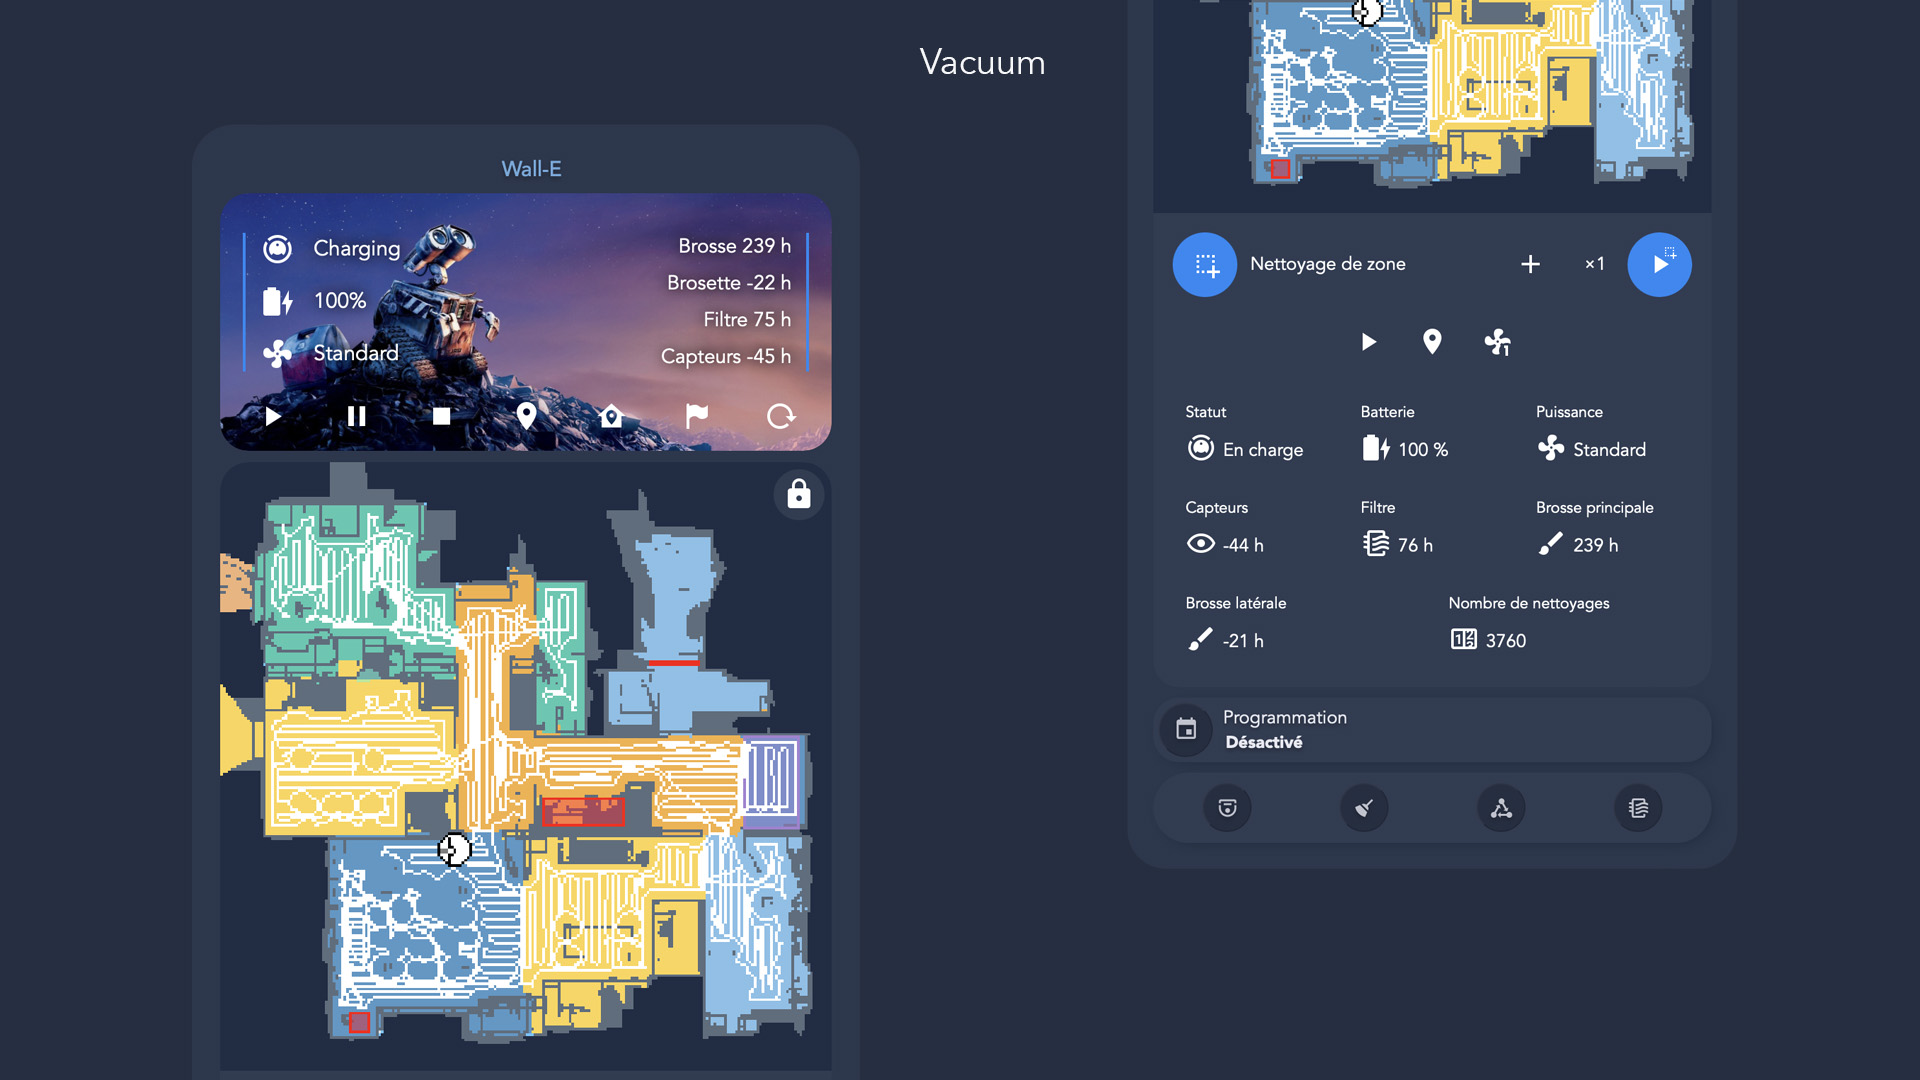 Vacuum
Wall-E
Charging
100%
Standard
Brosse 239 h
Brosette -22 h
Filtre 75 h
Capteurs -45 h
Nettoyage de zone
×1
1
Statut
En charge
Batterie
100 %
Puissance
Standard
Capteurs
-44 h
Filtre
76 h
Brosse principale
239 h
Brosse latérale
-21 h
Nombre de nettoyages
3760
Programmation
Désactivé